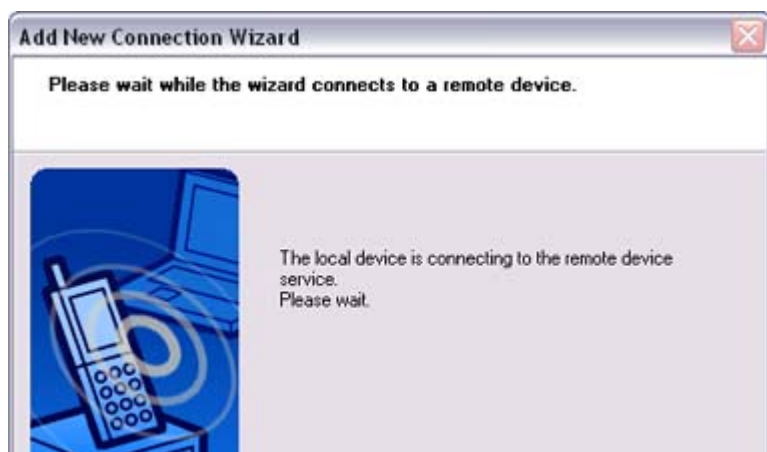 Add New Connection Wizard
Please wait while the wizard connects to a remote device.
The local device is connecting to the remote device
service.
Please wait.